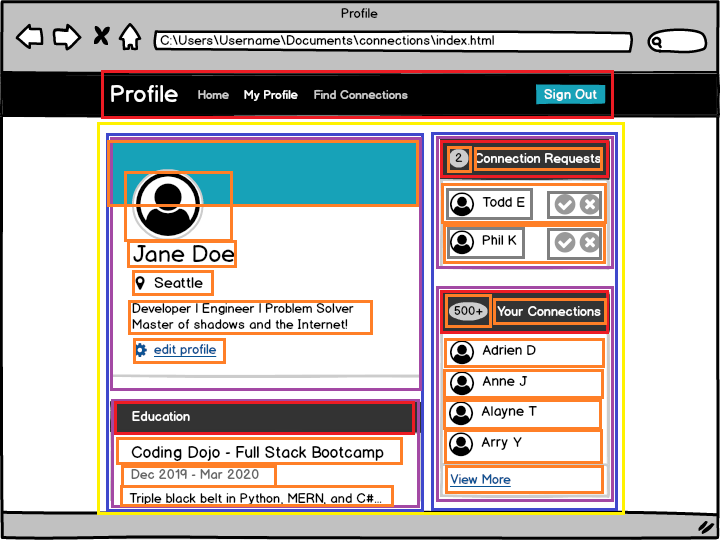 Profile
C:\Users\Username\Documents\connections\index.html
Profile Home My Profile Find Connections Sign Out
Jane Doe
Seattle
Developer | Engineer | Problem Solver
Master of shadows and the Internet!
edit profile
Education
Coding Dojo - Full Stack Bootcamp
Dec 2019 - Mar 2020
Triple black belt in Python, MERN, and C#...
2 Connection Requests
Todd E
Phil K
500+ Your Connections
Adrien D
Anne J
Alayne T
Arry Y
View More